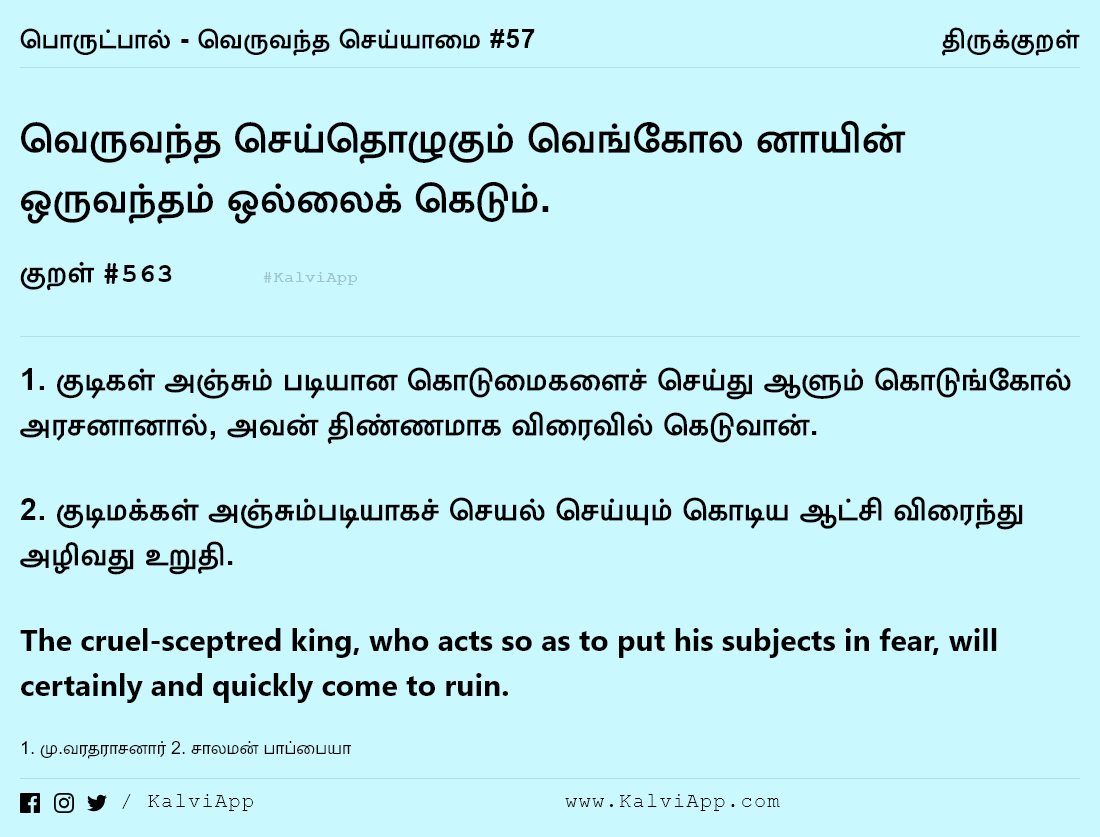 பொருட்பால் - வெருவந்த செய்யாமை #57 திருக்குறள்
வெருவந்த செய்தொழுகும் வெங்கோல னாயின்
ஒருவந்தம் ஒல்லைக் கெடும்.
குறள் #563 #KalviApp
1. குடிகள் அஞ்சும் படியான கொடுமைகளைச் செய்து ஆளும் கொடுங்கோல்
அரசனானால், அவன் திண்ணமாக விரைவில் கெடுவான்.
2. குடிமக்கள் அஞ்சும்படியாகச் செயல் செய்யும் கொடிய ஆட்சி விரைந்து
அழிவது உறுதி.
The cruel-sceptred king, who acts so as to put his subjects in fear, will
certainly and quickly come to ruin.
1. மு.வரதராசனார் 2. சாலமன் பாப்பையா
/ KalviApp www.KalviApp.com